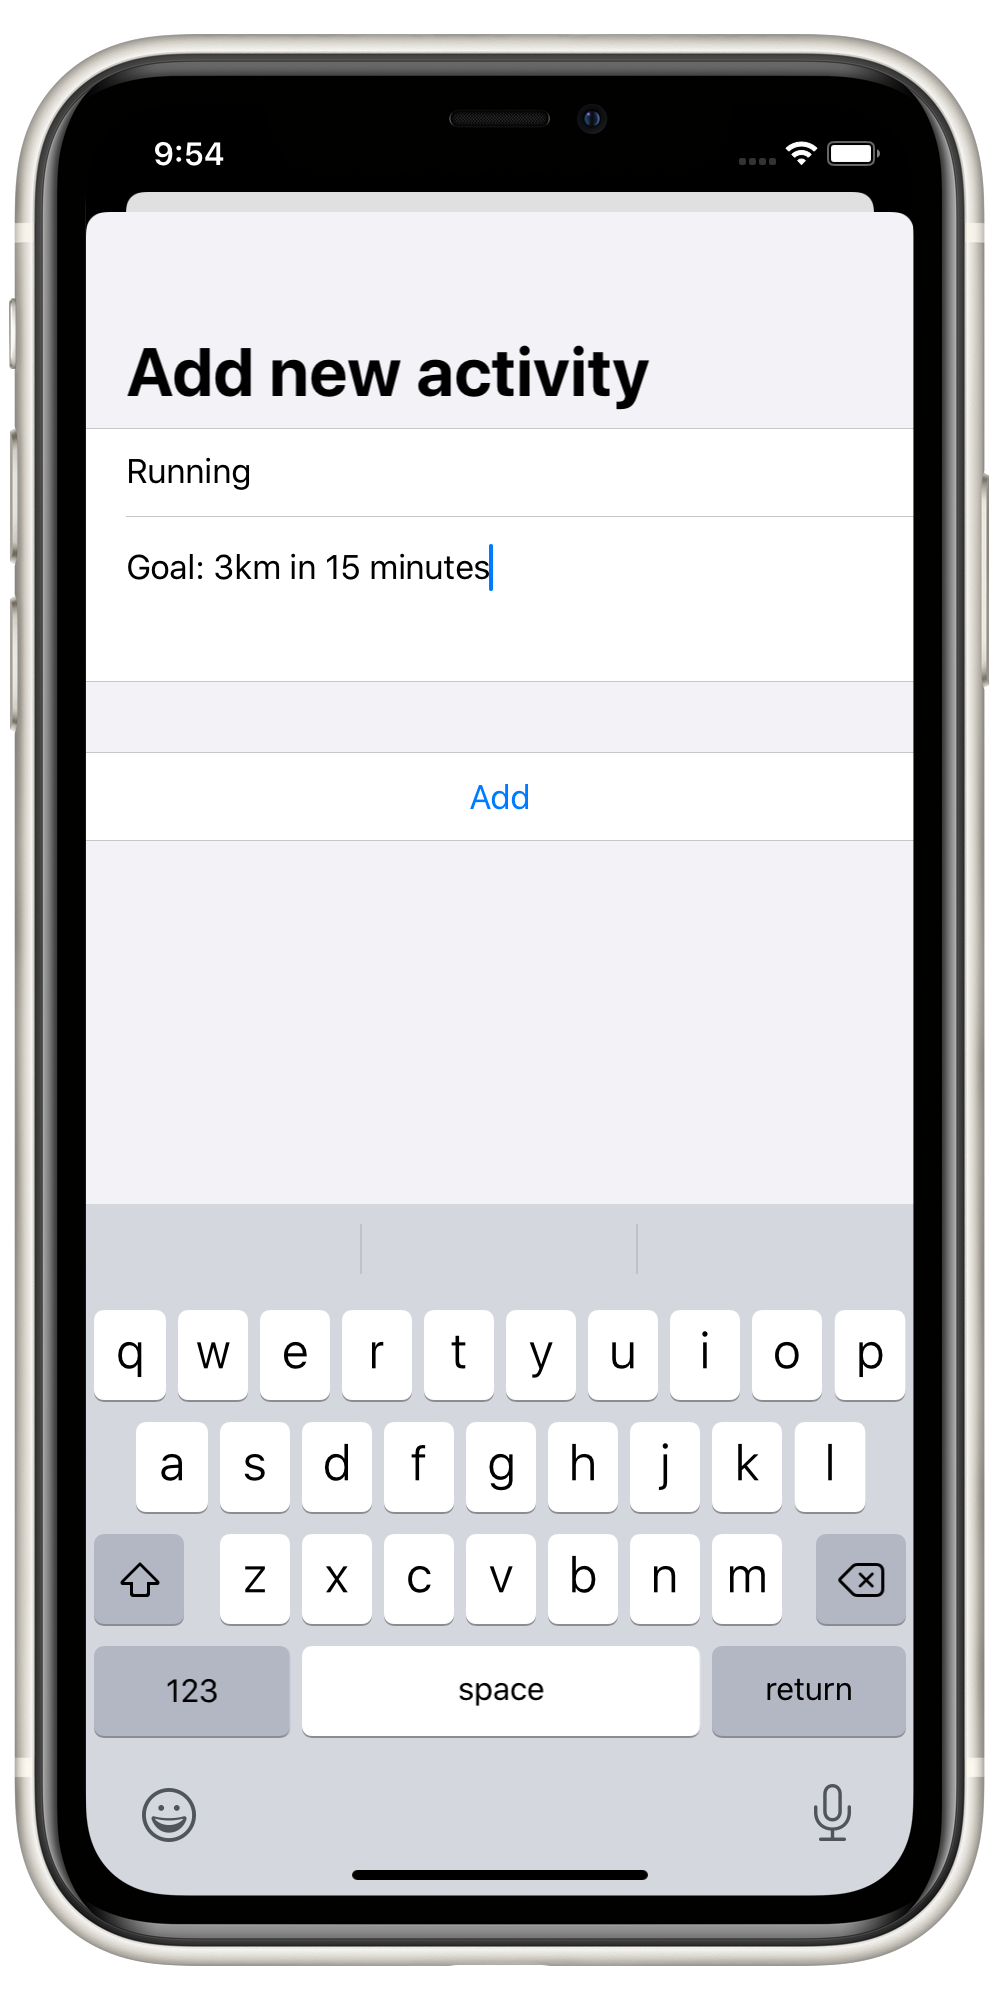 9:54
Add new activity
Running
Goal: 3km in 15 minutes
Add
q w e r t y u i o p
a s d f g h j k l
z x c v b n m
123 space return